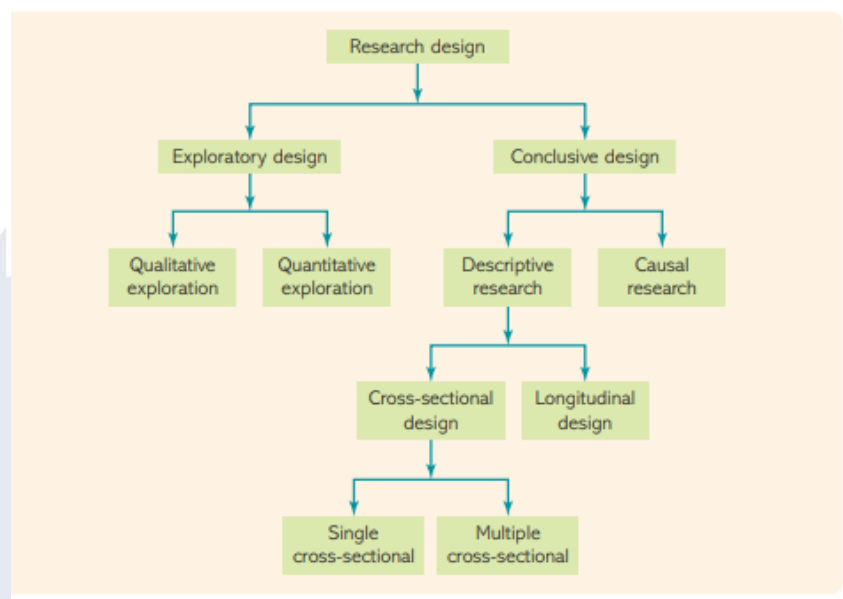 Research design
Exploratory design
Conclusive design
Qualitative
exploration
Quantitative
exploration
Descriptive
research
Causal
research
Cross-sectional
design
Longitudinal
design
Single
cross-sectional
Multiple
cross-sectional